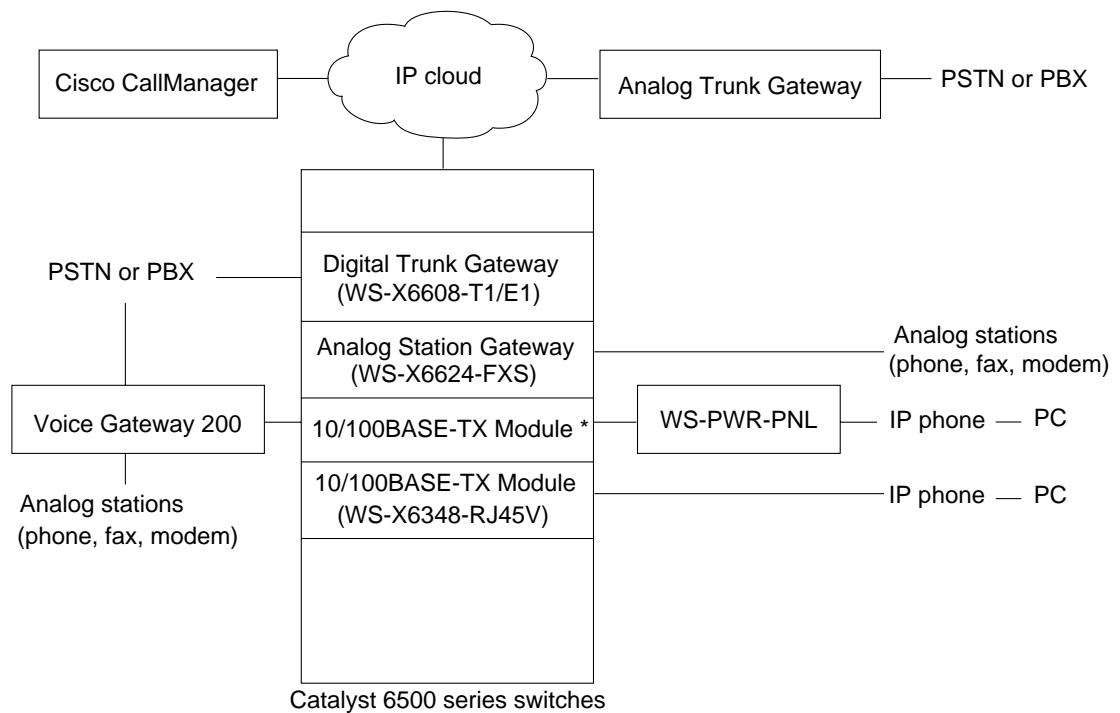 Cisco CallManager
IP cloud
Analog Trunk Gateway
PSTN or PBX
PSTN or PBX
Digital Trunk Gateway
(WS-X6608-T1/E1)
Analog Station Gateway
(WS-X6624-FXS)
Analog stations
(phone, fax, modem)
Voice Gateway 200
10/100BASE-TX Module *
WS-PWR-PNL
IP phone
PC
10/100BASE-TX Module
(WS-X6348-RJ45V)
IP phone
PC
Analog stations
(phone, fax, modem)
Catalyst 6500 series switches